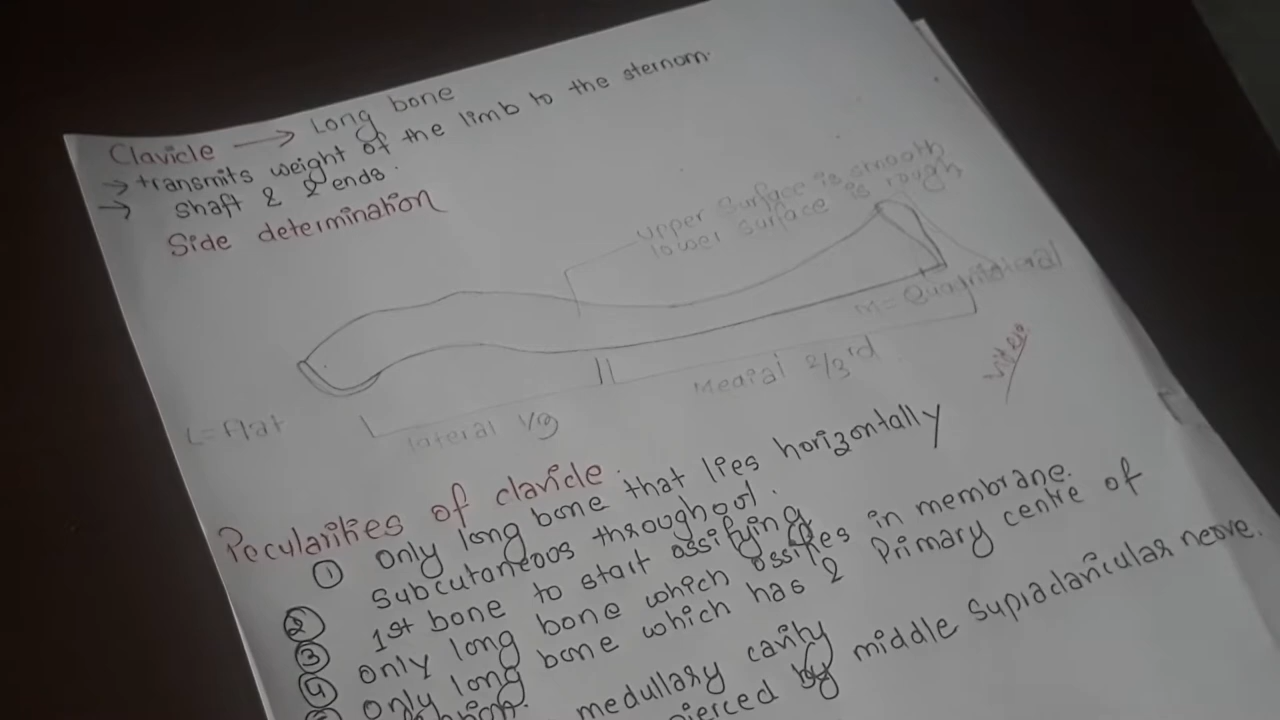 Clavicle → Long bone
→ transmits weight of the limb to the sternom.
→ shaft & 2 ends.
Side determination
upper surface is smooth
lower surface is rough
m= Quadrilateral
L= flat
lateral 1/3
Medial 2/3rd
Pecularities of clavicle :
① only long bone that lies horizontally
② subcutaneous throughout.
③ 1st bone to start ossifying
④ only long bone which ossifies in membrane.
only long bone which has 2 Primary centre of
medullary cavity
pierced by middle supraclavicular nerve.